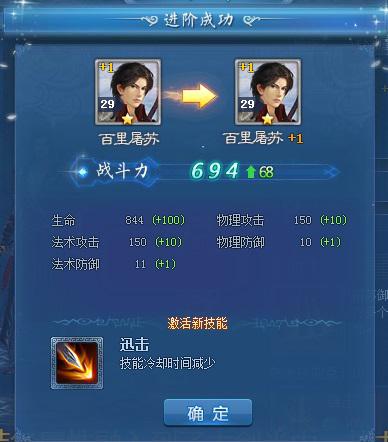 进阶成功
+1 +1
29 29
百里屠苏 百里屠苏 +1
战斗力 694 68
生命 844 (+100) 物理攻击 150 (+10)
法术攻击 150 (+10) 物理防御 10 (+1)
法术防御 11 (+1)
激活新技能
迅击
技能:冷却时间减少
确定